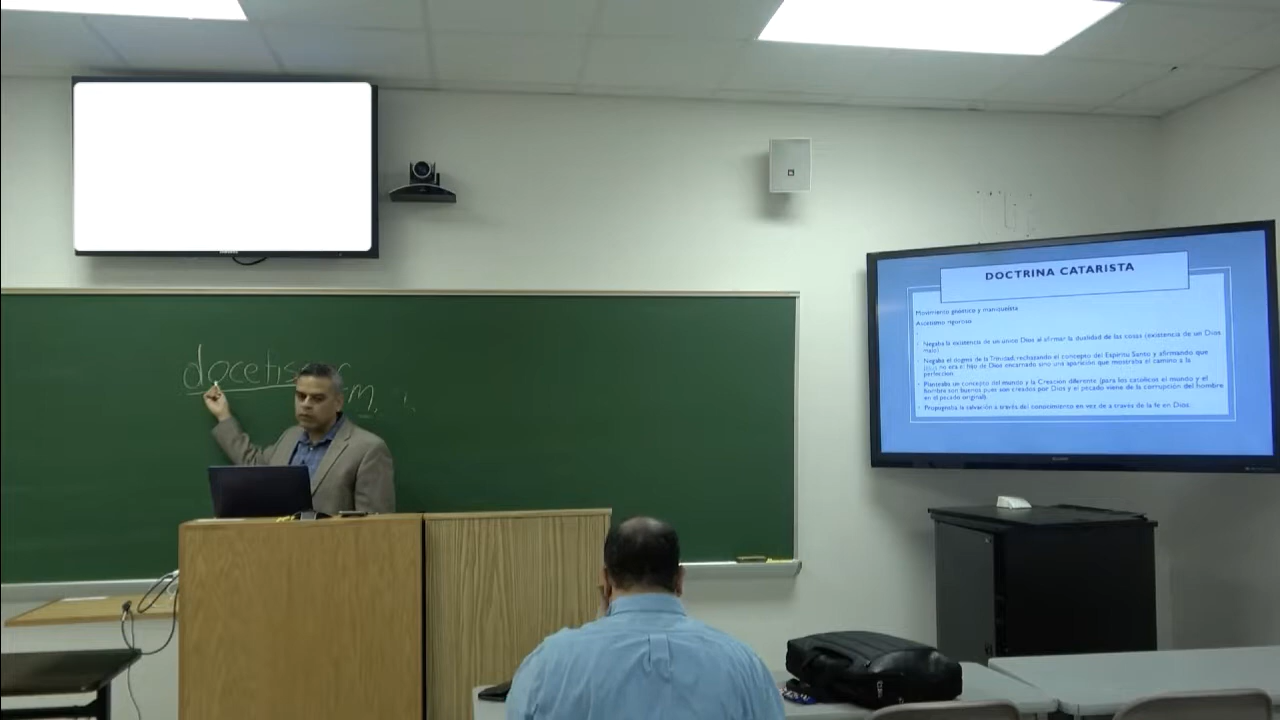 docetis
m
DOCTRINA CATARISTA
Movimiento gnóstico y maniqueísta
Ascetismo rigorista
Negaba la existencia de un único Dios al afirmar la dualidad de las cosas (existencia de un Dios
malo)
Negaba el dogma de la Trinidad, rechazando el concepto del Espíritu Santo y afirmando que
Jesús no era el hijo de Dios encarnado sino una aparición que mostraba el camino a la
perfección
Planteaba un concepto del mundo y la Creación diferente (para los católicos el mundo y el
hombre son buenos pues son creados por Dios y el pecado viene de la corrupción del hombre
en el pecado original).
Propugnaba la salvación a través del conocimiento en vez de a través de la fe en Dios.